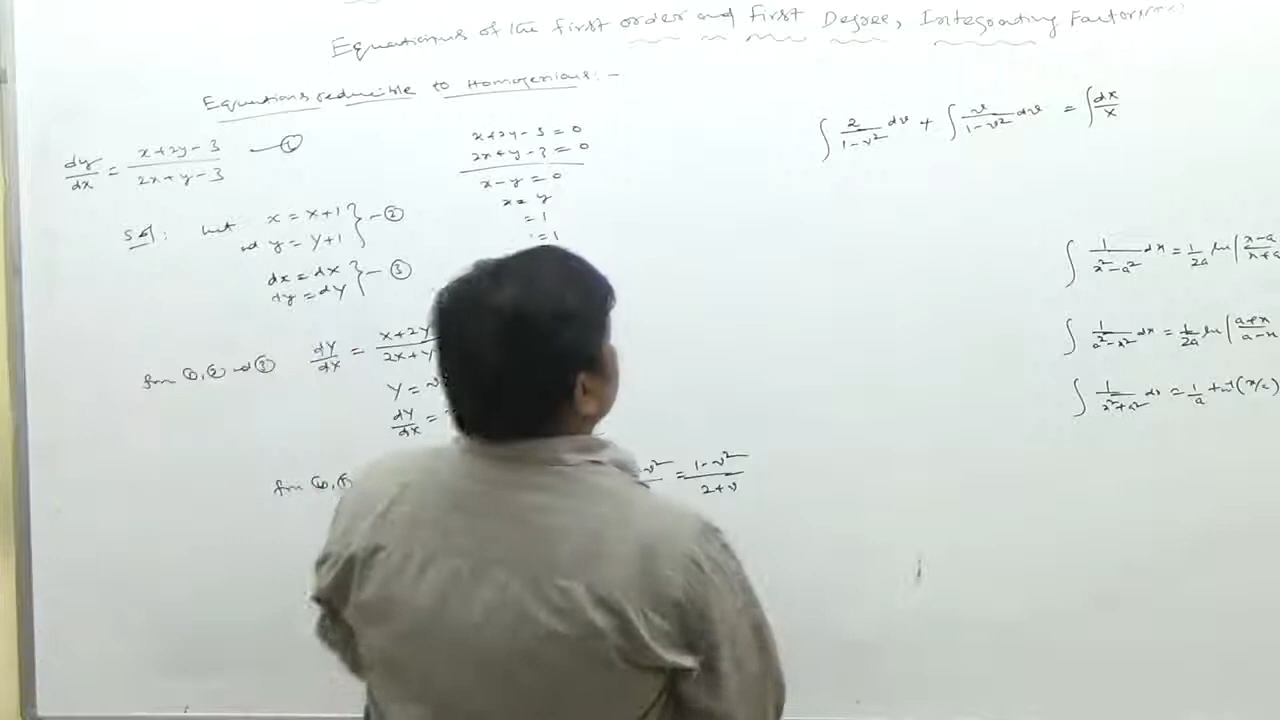 Equations of the first order and first Degree, Integrating Factor
Equations reducible to Homogenious:-
dy/dx = (x+2y-3)/(2x+y-3) —①
Sol: Let x = X+1
and y = Y+1 } -②
dx = dX
dy = dY } -③
from ①, ② and ③ dY/dX = X+2Y / 2X+Y
Y = v
dY/dX =
from
-v² = (1-v²)/(2+v)
x+2y-3 = 0
2x+y-3 = 0
x-y = 0
x = y
= 1
= 1
∫ 2/(1-v²) dv + ∫ v/(1-v²) dv = ∫ dX/X
∫ 1/(x²-a²) dx = 1/2a ln|(x-a)/(x+a)
∫ 1/(a²-x²) dx = 1/2a ln|(a+x)/(a-x)
∫ 1/(x²+a²) dx = 1/a tan⁻¹(x/a)